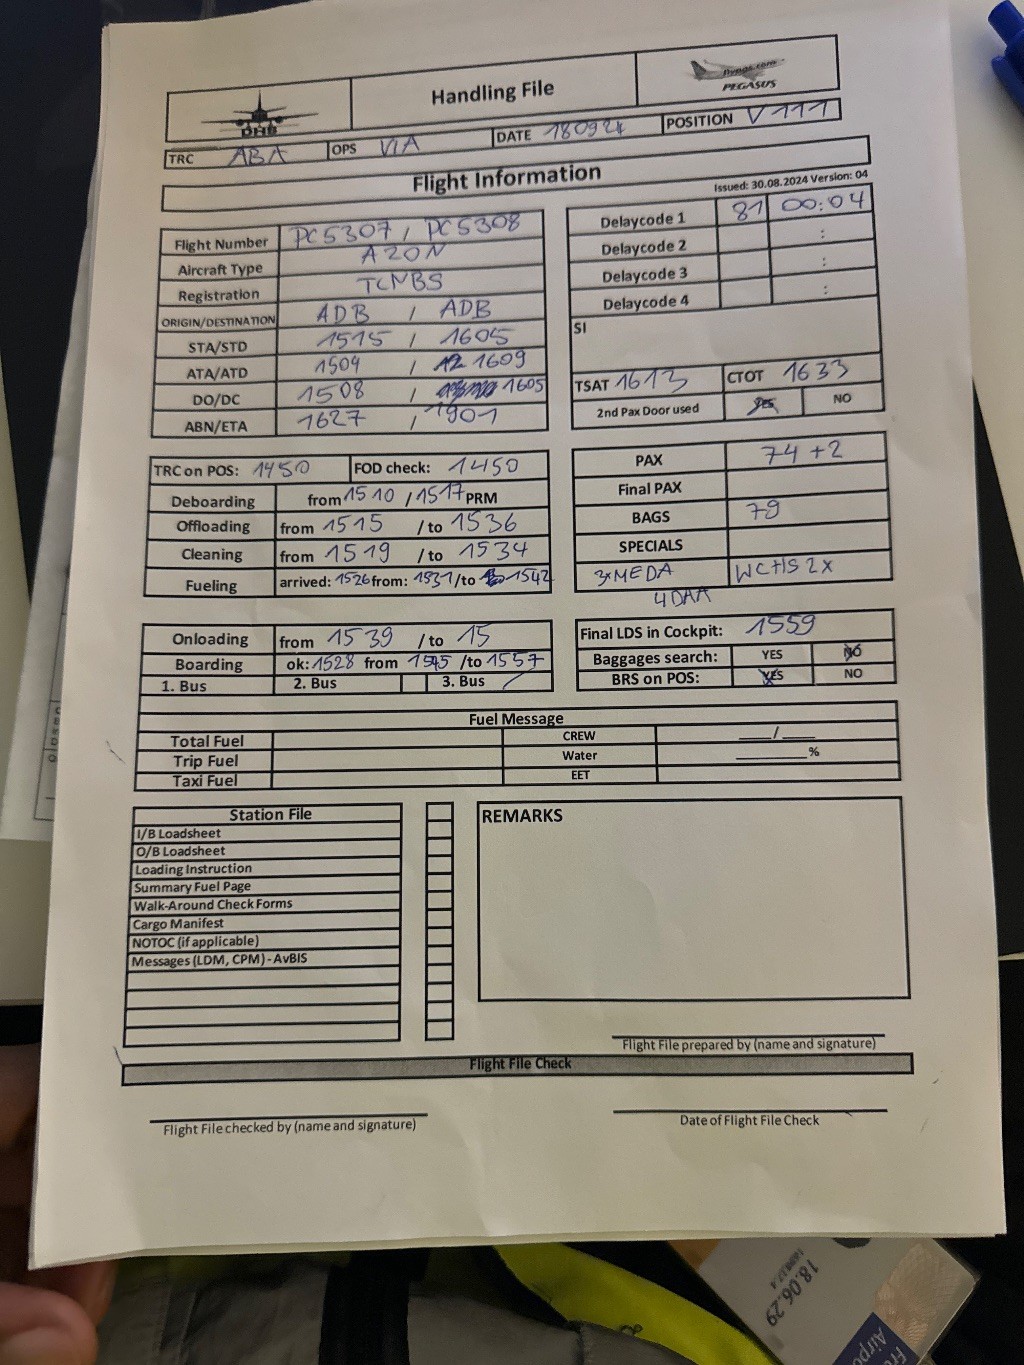 Handling File
DHS
flypgs.com
PEGASUS
TRC ABA OPS VIA DATE 180924 POSITION V111
Flight Information
Issued: 30.08.2024 Version: 04
Flight Number PC5307 / PC5308
Aircraft Type A20N
Registration TCNBS
ORIGIN/DESTINATION ADB / ADB
STA/STD 1515 / 1605
ATA/ATD 1504 / 1609
DO/DC 1508 / 1605
ABN/ETA 1627 / 1901
Delaycode 1 81 00:04
Delaycode 2 :
Delaycode 3 :
Delaycode 4 :
SI
TSAT 1613 CTOT 1633
2nd Pax Door used YES NO
TRC on POS: 1450 FOD check: 1450
Deboarding from 1510 / 1517 PRM
Offloading from 1515 / to 1536
Cleaning from 1519 / to 1534
Fueling arrived: 1526 from: 1531 / to 1542
PAX 74+2
Final PAX
BAGS 79
SPECIALS
3xMEDA WCHS 2X
4 DAA
Onloading from 1539 / to 15
Boarding ok: 1528 from 1545 / to 1557
1. Bus 2. Bus 3. Bus
Final LDS in Cockpit: 1559
Baggages search: YES NO
BRS on POS: YES NO
Fuel Message
Total Fuel CREW ____/____
Trip Fuel Water ________%
Taxi Fuel EET
Station File
I/B Loadsheet
O/B Loadsheet
Loading Instruction
Summary Fuel Page
Walk-Around Check Forms
Cargo Manifest
NOTOC (if applicable)
Messages (LDM, CPM) - AvBIS
REMARKS
Flight File prepared by (name and signature)
Flight File Check
Flight File checked by (name and signature)
Date of Flight File Check
18.06.29